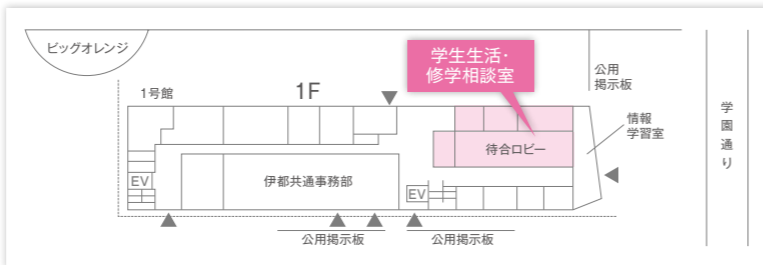 ビッグオレンジ
学生生活・
修学相談室
公用
掲示板
1号館
1F
情報
学習室
学園通り
待合ロビー
EV
伊都共通事務部
EV
公用掲示板
公用掲示板